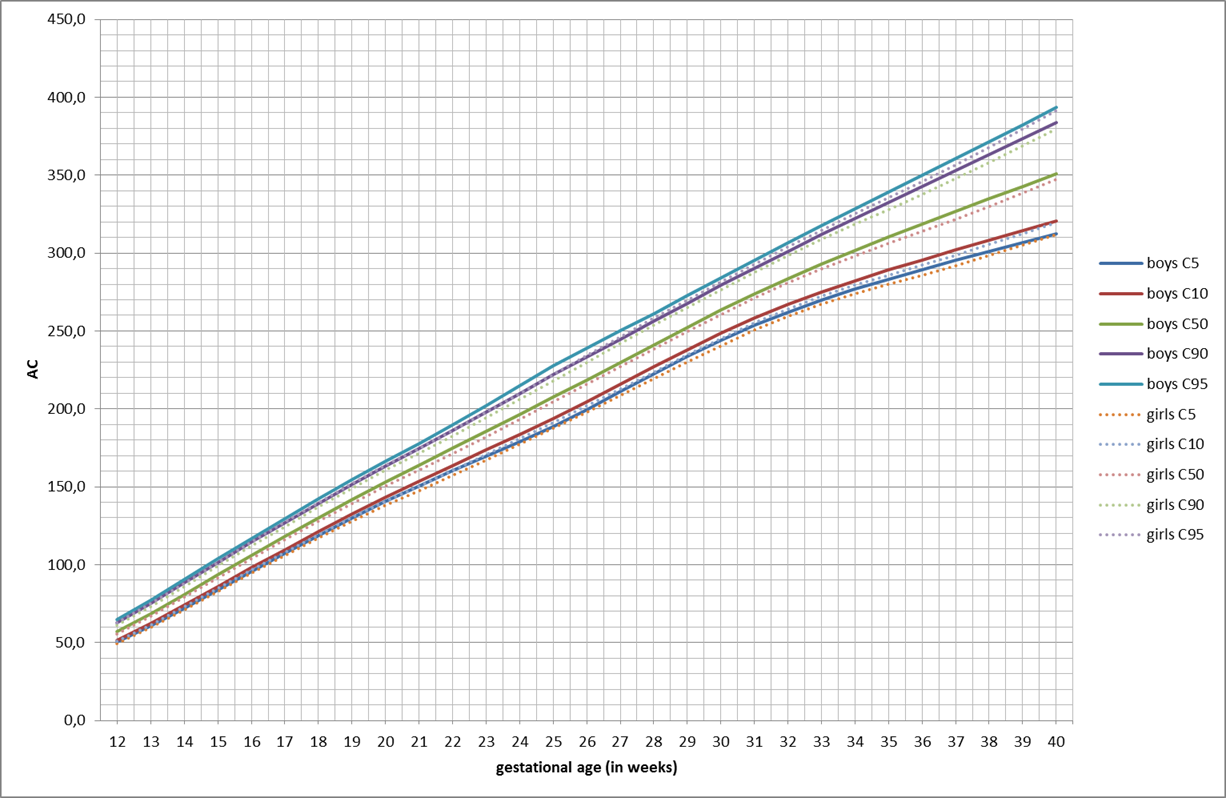 450,0
400,0
350,0
300,0
250,0
200,0
150,0
100,0
50,0
0,0
AC
12 13 14 15 16 17 18 19 20 21 22 23 24 25 26 27 28 29 30 31 32 33 34 35 36 37 38 39 40
gestational age (in weeks)
boys C5
boys C10
boys C50
boys C90
boys C95
girls C5
girls C10
girls C50
girls C90
girls C95